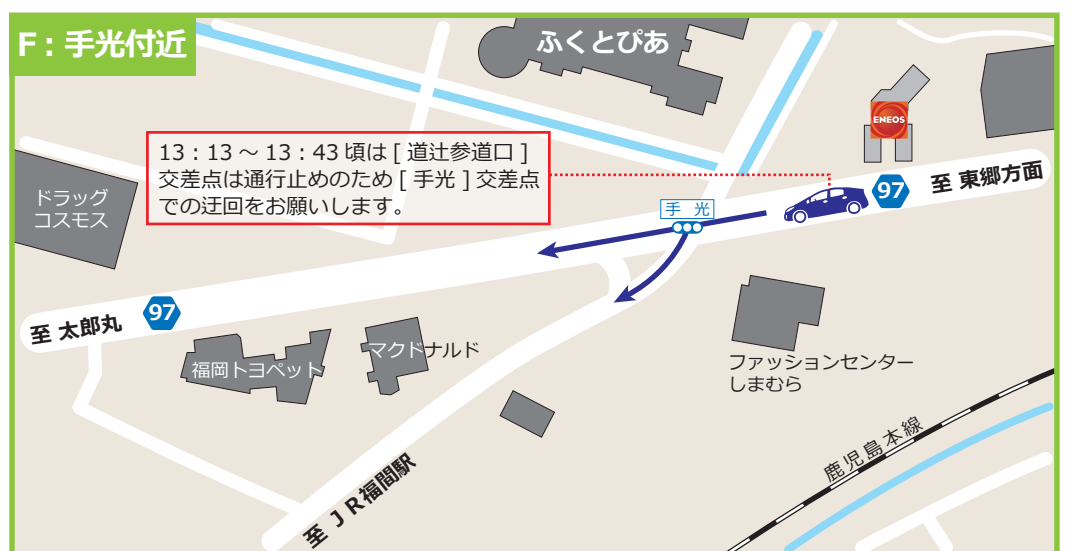 F：手光付近
ふくとぴあ
ENEOS
13：13 ～ 13：43 頃は [ 道辻参道口 ]
交差点は通行止めのため [ 手光 ] 交差点
での迂回をお願いします。
97
至 東郷方面
ドラッグ
コスモス
手 光
97
至 太郎丸
マクドナルド
福岡トヨペット
ファッションセンター
しまむら
鹿児島本線
至 ＪＲ福間駅